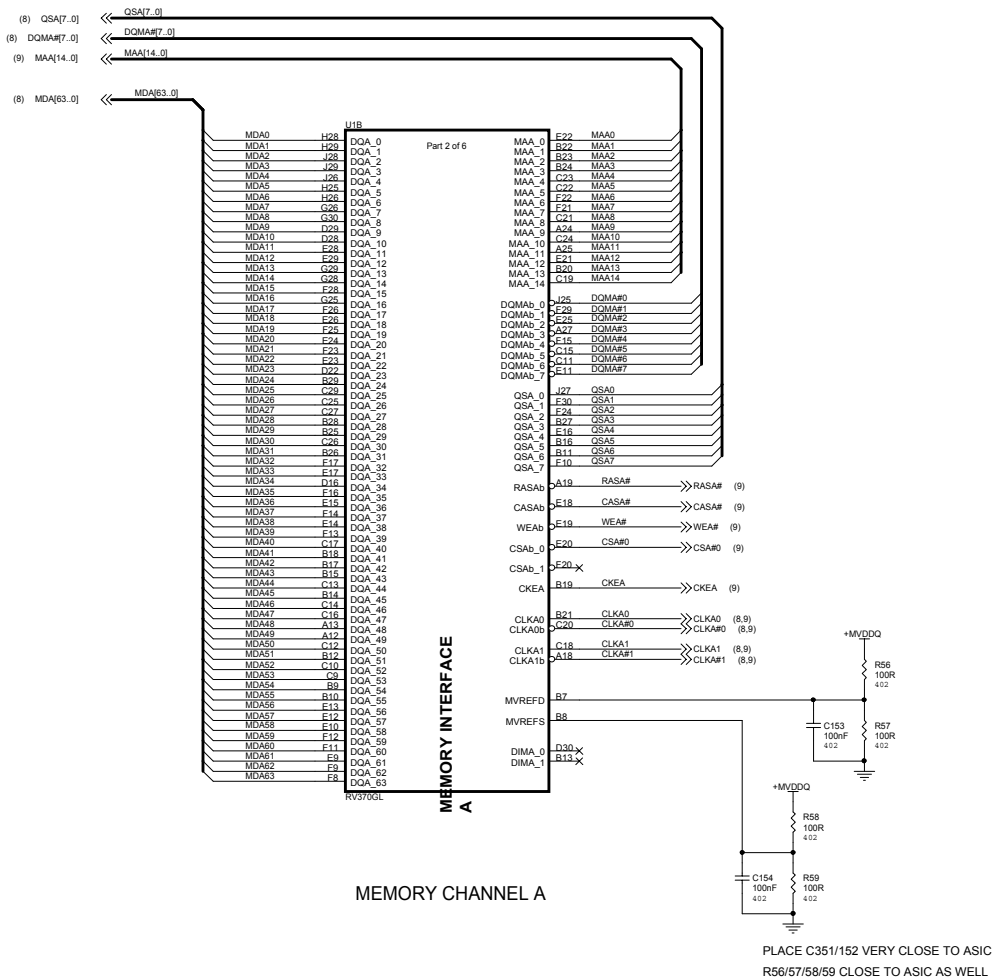 (8) QSA[7..0] QSA[7..0]
(8) DQMA#[7..0] DQMA#[7..0]
(9) MAA[14..0] MAA[14..0]
(8) MDA[63..0] MDA[63..0]
U1B
Part 2 of 6
MDA0 H28 DQA_0
MDA1 H29 DQA_1
MDA2 J28 DQA_2
MDA3 J29 DQA_3
MDA4 J26 DQA_4
MDA5 H25 DQA_5
MDA6 H26 DQA_6
MDA7 G26 DQA_7
MDA8 G30 DQA_8
MDA9 D29 DQA_9
MDA10 D28 DQA_10
MDA11 E28 DQA_11
MDA12 E29 DQA_12
MDA13 G29 DQA_13
MDA14 G28 DQA_14
MDA15 F28 DQA_15
MDA16 G25 DQA_16
MDA17 F26 DQA_17
MDA18 E26 DQA_18
MDA19 F25 DQA_19
MDA20 E24 DQA_20
MDA21 F23 DQA_21
MDA22 E23 DQA_22
MDA23 D22 DQA_23
MDA24 B29 DQA_24
MDA25 C29 DQA_25
MDA26 C25 DQA_26
MDA27 C27 DQA_27
MDA28 B28 DQA_28
MDA29 B25 DQA_29
MDA30 C26 DQA_30
MDA31 B26 DQA_31
MDA32 F17 DQA_32
MDA33 E17 DQA_33
MDA34 D16 DQA_34
MDA35 F16 DQA_35
MDA36 E15 DQA_36
MDA37 F14 DQA_37
MDA38 E14 DQA_38
MDA39 F13 DQA_39
MDA40 C17 DQA_40
MDA41 B18 DQA_41
MDA42 B17 DQA_42
MDA43 B15 DQA_43
MDA44 C13 DQA_44
MDA45 B14 DQA_45
MDA46 C14 DQA_46
MDA47 C16 DQA_47
MDA48 A13 DQA_48
MDA49 A12 DQA_49
MDA50 C12 DQA_50
MDA51 B12 DQA_51
MDA52 C10 DQA_52
MDA53 C9 DQA_53
MDA54 B9 DQA_54
MDA55 B10 DQA_55
MDA56 E13 DQA_56
MDA57 E12 DQA_57
MDA58 E10 DQA_58
MDA59 F12 DQA_59
MDA60 F11 DQA_60
MDA61 E9 DQA_61
MDA62 F9 DQA_62
MDA63 F8 DQA_63
RV370GL
MEMORY INTERFACE
A
MAA_0 E22 MAA0
MAA_1 B22 MAA1
MAA_2 B23 MAA2
MAA_3 B24 MAA3
MAA_4 C23 MAA4
MAA_5 C22 MAA5
MAA_6 F22 MAA6
MAA_7 F21 MAA7
MAA_8 C21 MAA8
MAA_9 A24 MAA9
MAA_10 C24 MAA10
MAA_11 A25 MAA11
MAA_12 E21 MAA12
MAA_13 B20 MAA13
MAA_14 C19 MAA14
DQMAb_0 J25 DQMA#0
DQMAb_1 F29 DQMA#1
DQMAb_2 E25 DQMA#2
DQMAb_3 A27 DQMA#3
DQMAb_4 F15 DQMA#4
DQMAb_5 C15 DQMA#5
DQMAb_6 C11 DQMA#6
DQMAb_7 E11 DQMA#7
QSA_0 J27 QSA0
QSA_1 F30 QSA1
QSA_2 F24 QSA2
QSA_3 B27 QSA3
QSA_4 E16 QSA4
QSA_5 B16 QSA5
QSA_6 B11 QSA6
QSA_7 F10 QSA7
RASAb A19 RASA# RASA# (9)
CASAb E18 CASA# CASA# (9)
WEAb E19 WEA# WEA# (9)
CSAb_0 E20 CSA#0 CSA#0 (9)
CSAb_1 F20
CKEA B19 CKEA CKEA (9)
CLKA0 B21 CLKA0 CLKA0 (8,9)
CLKA0b C20 CLKA#0 CLKA#0 (8,9)
CLKA1 C18 CLKA1 CLKA1 (8,9)
CLKA1b A18 CLKA#1 CLKA#1 (8,9)
MVREFD B7
MVREFS B8
DIMA_0 D30
DIMA_1 B13
+MVDDQ
R56
100R
402
C153
100nF
402
R57
100R
402
+MVDDQ
R58
100R
402
C154
100nF
402
R59
100R
402
MEMORY CHANNEL A
PLACE C351/152 VERY CLOSE TO ASIC
R56/57/58/59 CLOSE TO ASIC AS WELL